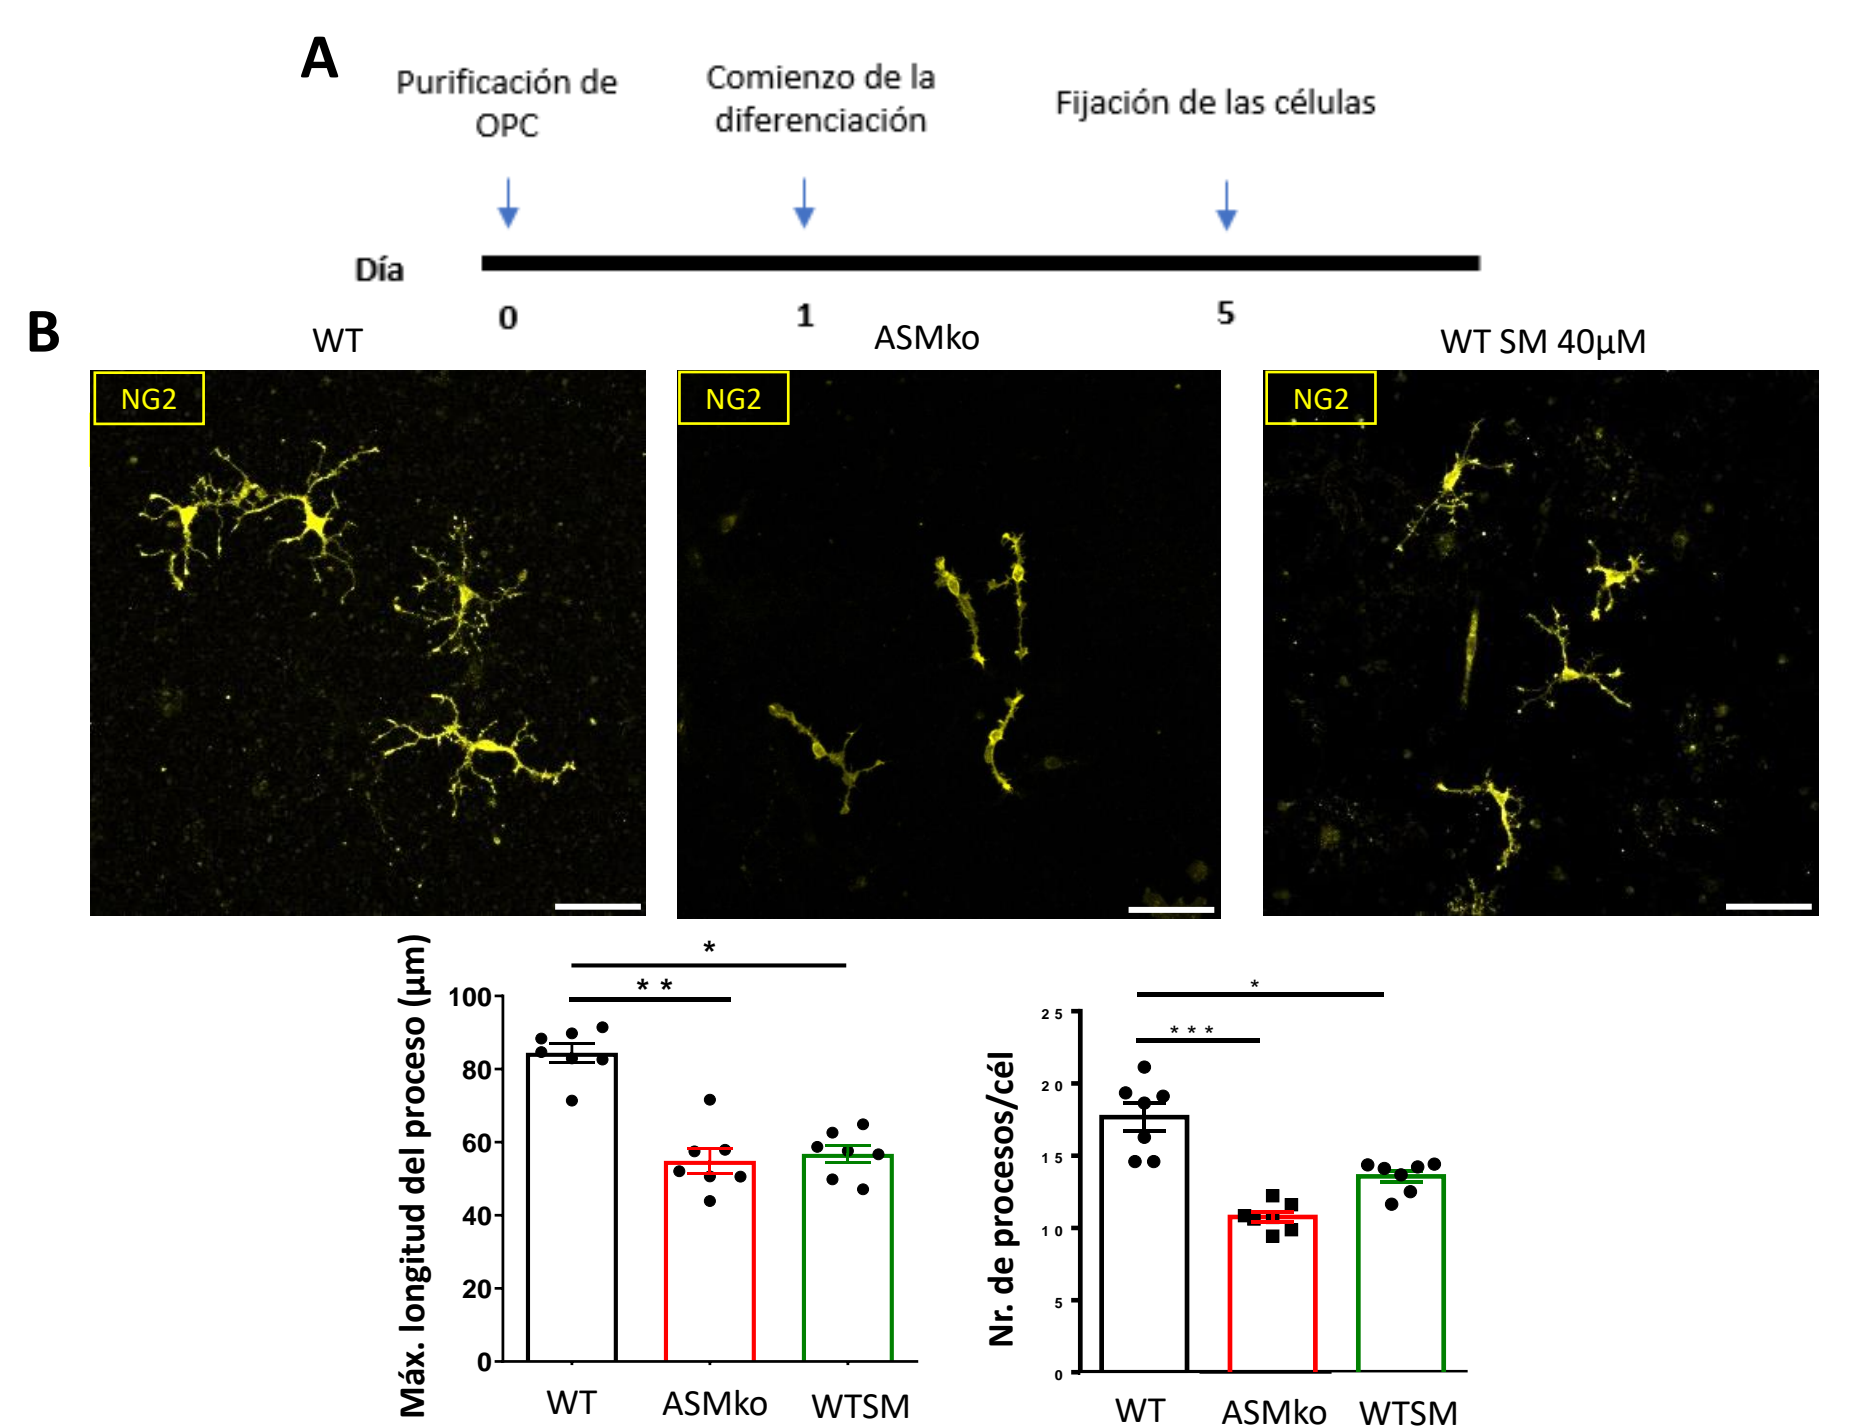 A
Purificación de
OPC
Comienzo de la
diferenciación
Fijación de las células
Día
0
1
5
B
WT
ASMko
WT SM 40µM
NG2
NG2
NG2
Máx. longitud del proceso (µm)
*
* *
100
80
60
40
20
0
WT
ASMko
WTSM
Nr. de procesos/cél
*
* * *
25
20
15
10
5
0
WT
ASMko
WTSM